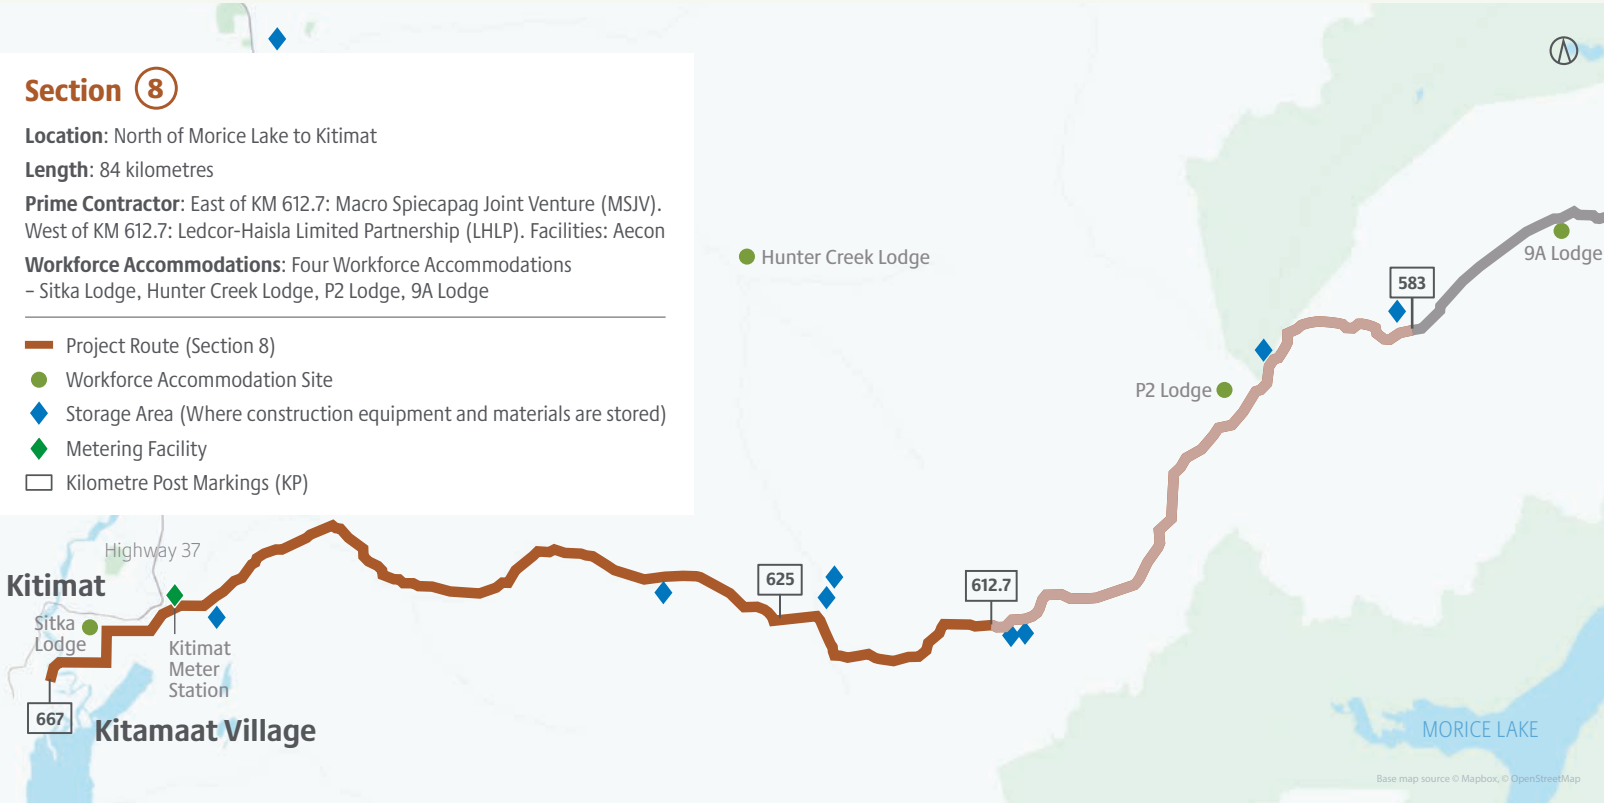 Section 8
Location: North of Morice Lake to Kitimat
Length: 84 kilometres
Prime Contractor: East of KM 612.7: Macro Spiecapag Joint Venture (MSJV).
West of KM 612.7: Ledcor-Haisla Limited Partnership (LHLP). Facilities: Aecon
Workforce Accommodations: Four Workforce Accommodations
– Sitka Lodge, Hunter Creek Lodge, P2 Lodge, 9A Lodge
Project Route (Section 8)
Workforce Accommodation Site
Storage Area (Where construction equipment and materials are stored)
Metering Facility
Kilometre Post Markings (KP)
Hunter Creek Lodge
9A Lodge
583
P2 Lodge
Highway 37
Kitimat
625
612.7
Sitka
Lodge
Kitimat
Meter
Station
667
Kitamaat Village
MORICE LAKE
Base map source © Mapbox, © OpenStreetMap